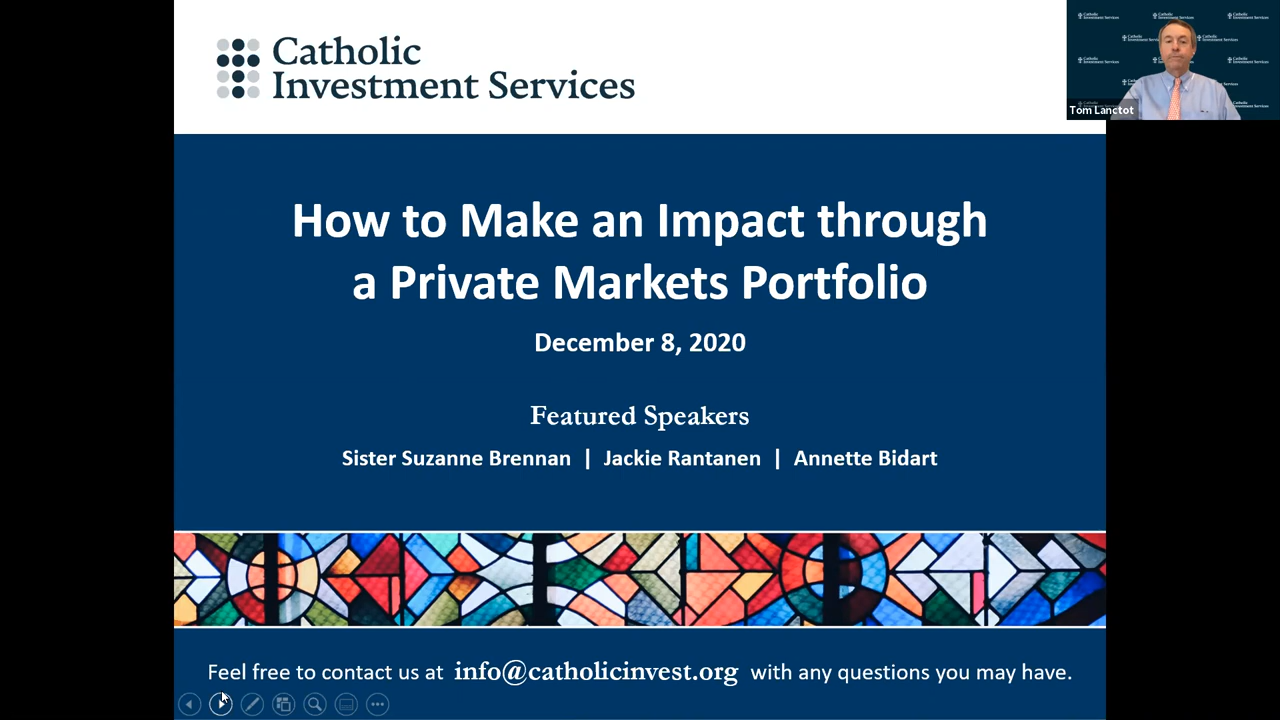 Catholic
Investment Services
Tom Lanctot
How to Make an Impact through
a Private Markets Portfolio
December 8, 2020
Featured Speakers
Sister Suzanne Brennan | Jackie Rantanen | Annette Bidart
Feel free to contact us at info@catholicinvest.org with any questions you may have.